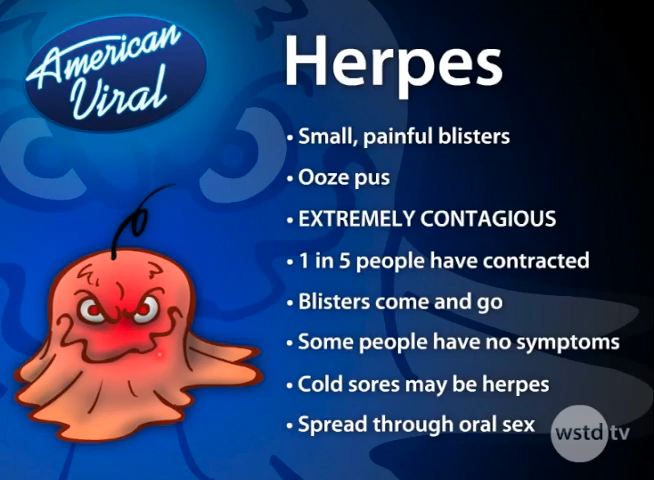 American
Viral
Herpes
• Small, painful blisters
• Ooze pus
• EXTREMELY CONTAGIOUS
• 1 in 5 people have contracted
• Blisters come and go
• Some people have no symptoms
• Cold sores may be herpes
• Spread through oral sex
wstd tv